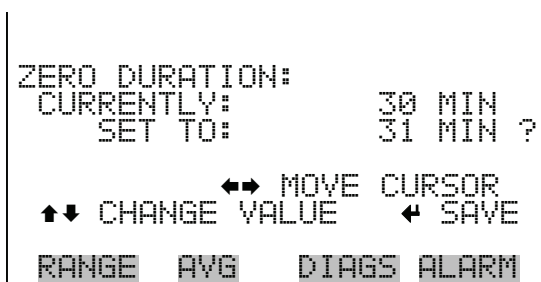 ZERO DURATION:
CURRENTLY: 30 MIN
SET TO: 31 MIN ?
←→ MOVE CURSOR
↑↓ CHANGE VALUE ↵ SAVE
RANGE AVG DIAGS ALARM